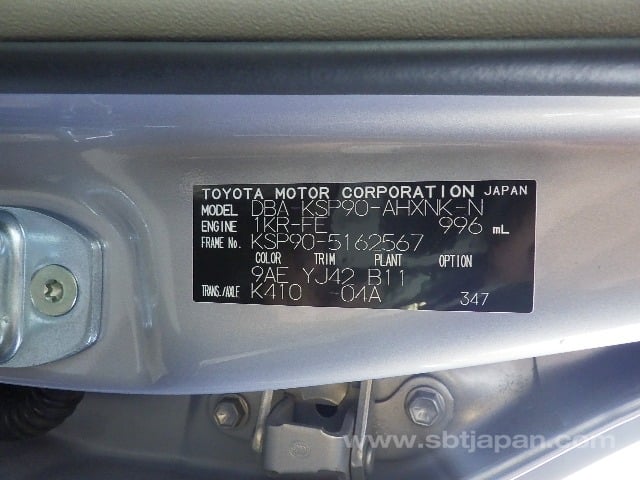 TOYOTA MOTOR CORPORATION JAPAN
MODEL DBA-KSP90-AHXNK-N
ENGINE 1KR-FE 996 mL
FRAME No. KSP90-5162567
COLOR TRIM PLANT OPTION
9AE YJ42 B11
TRANS./AXLE K410 -04A 347
www.sbtjapan.com